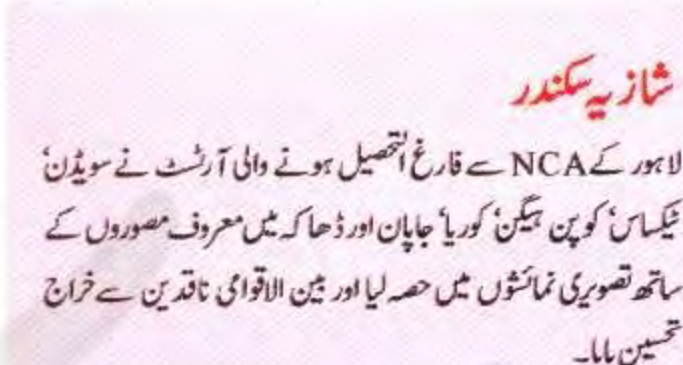 شازیہ سکندر
لاہور کے NCA سے فارغ التحصیل ہونے والی آرٹسٹ نے سویڈن'
ٹیکساس' کوپن ہیگن' کوریا' جاپان اور ڈھاکہ میں معروف مصوروں کے
ساتھ تصویری نمائشوں میں حصہ لیا اور بین الاقوامی ناقدین سے خراج
تحسین پایا۔